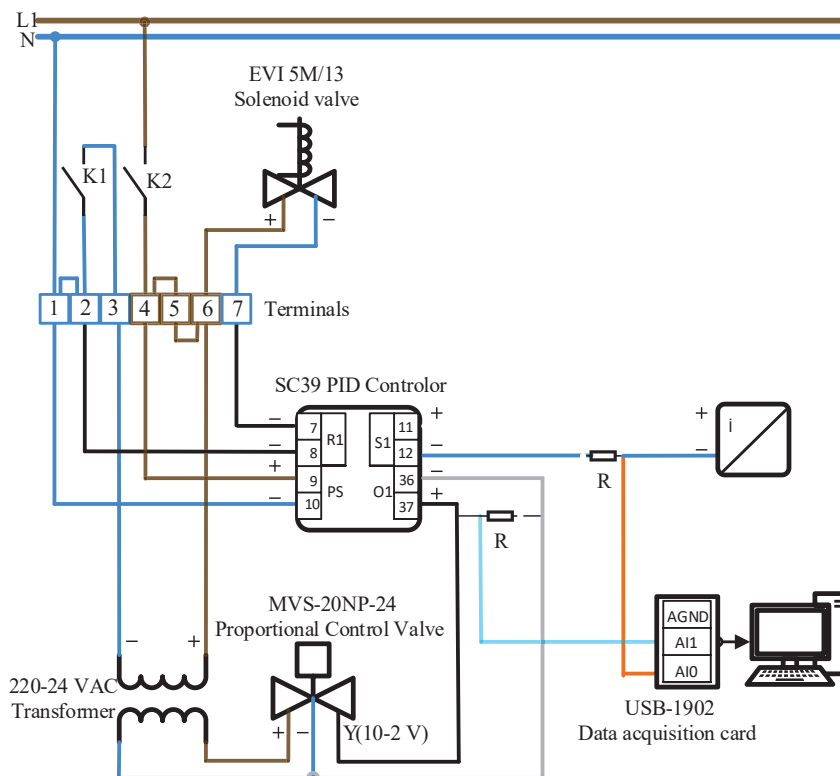 L1
N
EVI 5M/13
Solenoid valve
K1
K2
+
−
1 2 3 4 5 6 7
Terminals
SC39 PID Controlor
−
7
R1
S1
11
+
−
8
12
−
+
9
PS
O1
36
−
−
10
37
+
+
−
i
R
R
−
+
MVS-20NP-24
Proportional Control Valve
220-24 VAC
Transformer
+
−
Y(10-2 V)
AGND
AI1
AI0
USB-1902
Data acquisition card